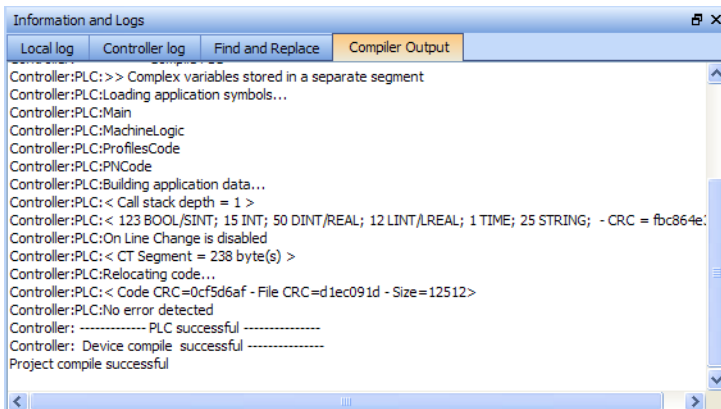 Information and Logs
Local log Controller log Find and Replace Compiler Output
Controller:PLC:>> Complex variables stored in a separate segment
Controller:PLC:Loading application symbols...
Controller:PLC:Main
Controller:PLC:MachineLogic
Controller:PLC:ProfilesCode
Controller:PLC:PNCode
Controller:PLC:Building application data...
Controller:PLC:< Call stack depth = 1 >
Controller:PLC:< 123 BOOL/SINT; 15 INT; 50 DINT/REAL; 12 LINT/LREAL; 1 TIME; 25 STRING;  - CRC = fbc864e
Controller:PLC:On Line Change is disabled
Controller:PLC:< CT Segment = 238 byte(s) >
Controller:PLC:Relocating code...
Controller:PLC:< Code CRC=0cf5d6af - File CRC=d1ec091d - Size=12512>
Controller:PLC:No error detected
Controller: ------------- PLC successful ---------------
Controller:  Device compile  successful ---------------
Project compile successful